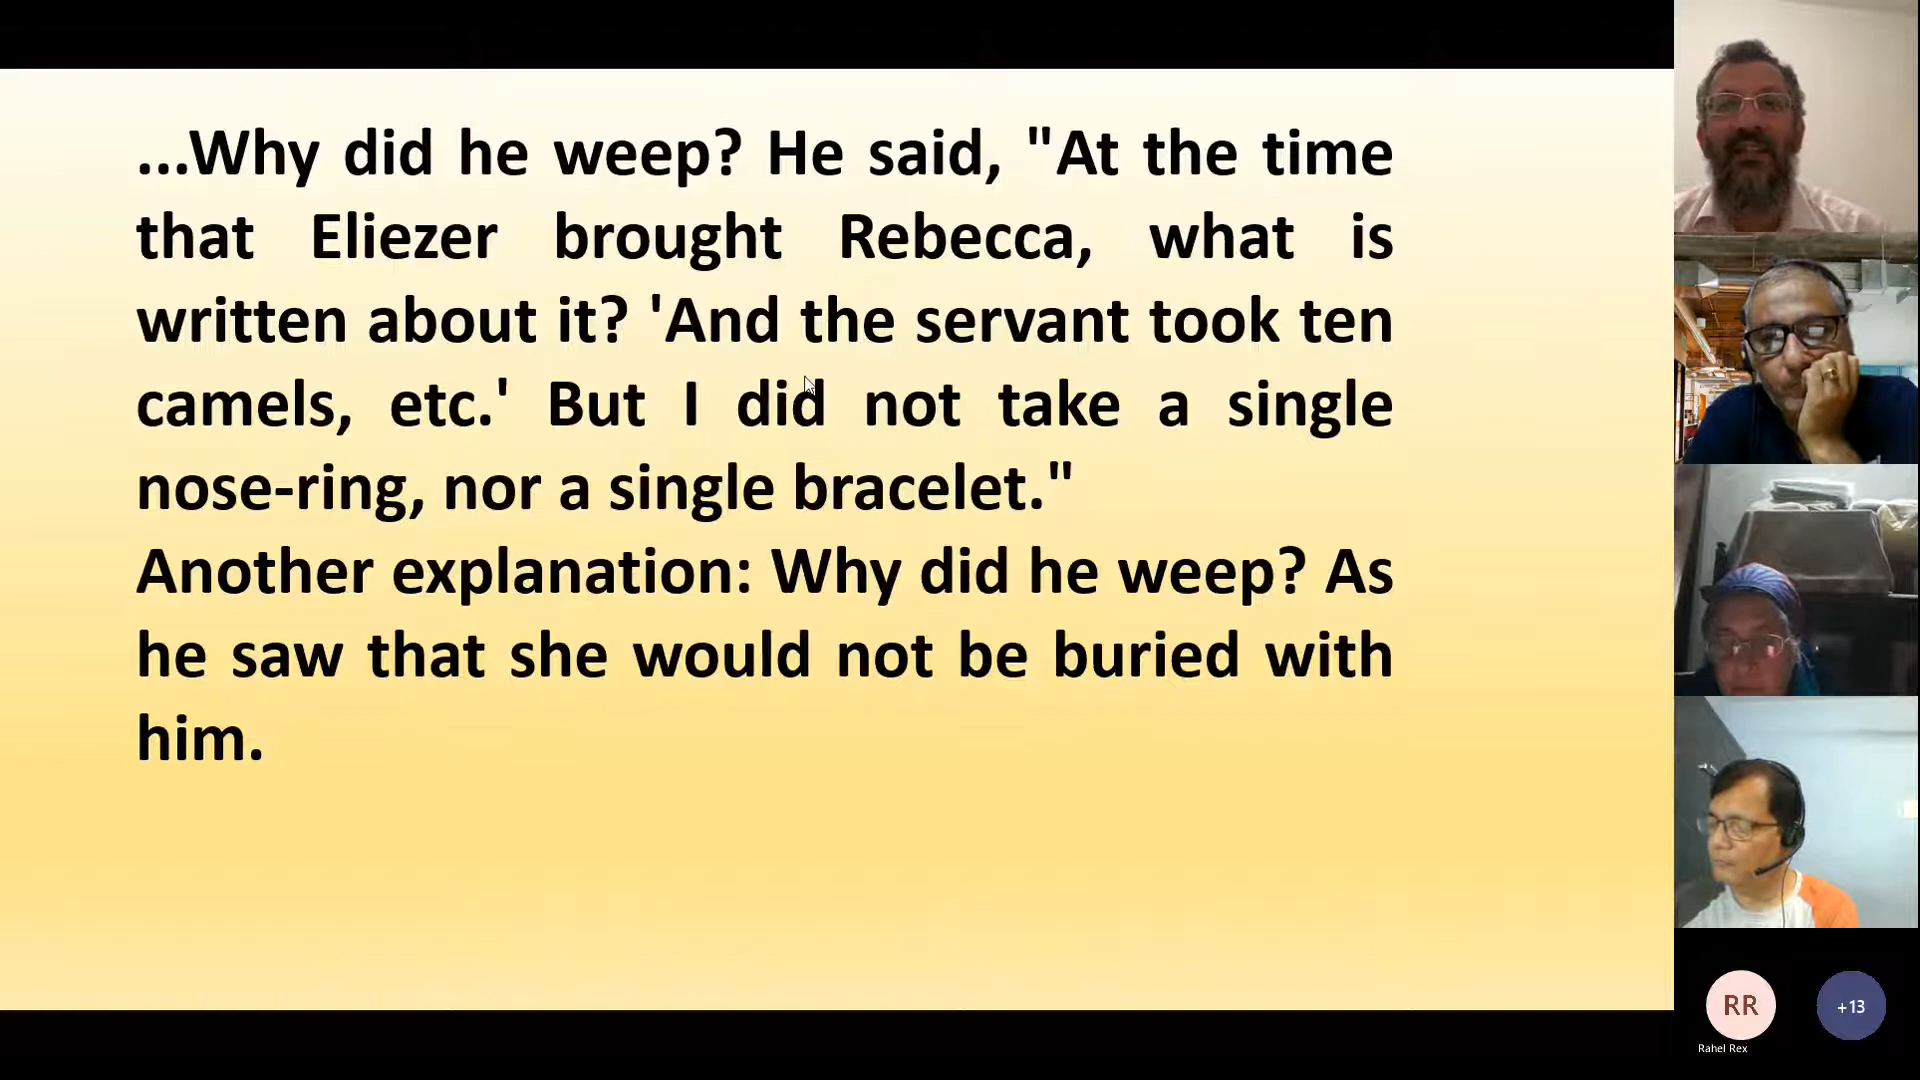 ...Why did he weep? He said, "At the time
that Eliezer brought Rebecca, what is
written about it? 'And the servant took ten
camels, etc.' But I did not take a single
nose-ring, nor a single bracelet."
Another explanation: Why did he weep? As
he saw that she would not be buried with
him.
RR
+13
Rahel Rex